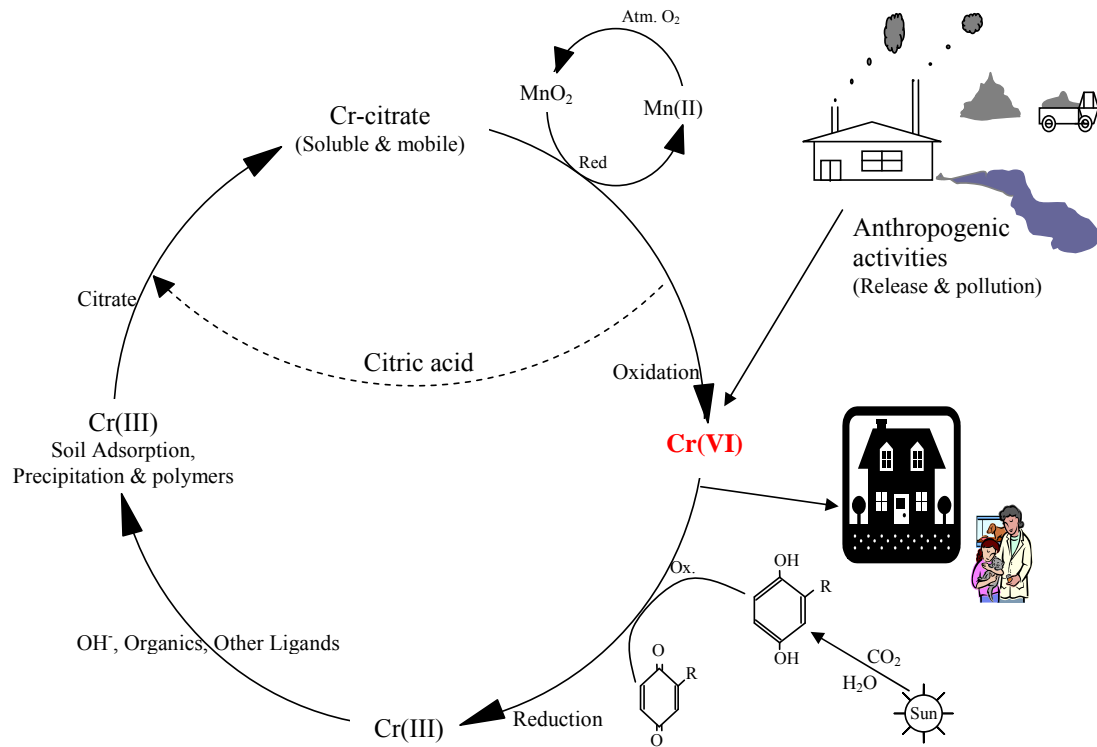 Atm. O₂
MnO₂
Mn(II)
Cr-citrate
(Soluble & mobile)
Red
Anthropogenic
activities
(Release & pollution)
Citrate
Citric acid
Oxidation
Cr(III)
Soil Adsorption,
Precipitation & polymers
Cr(VI)
Ox.
OH
R
OH
OH⁻, Organics, Other Ligands
O
R
O
CO₂
H₂O
Sun
Cr(III)
Reduction